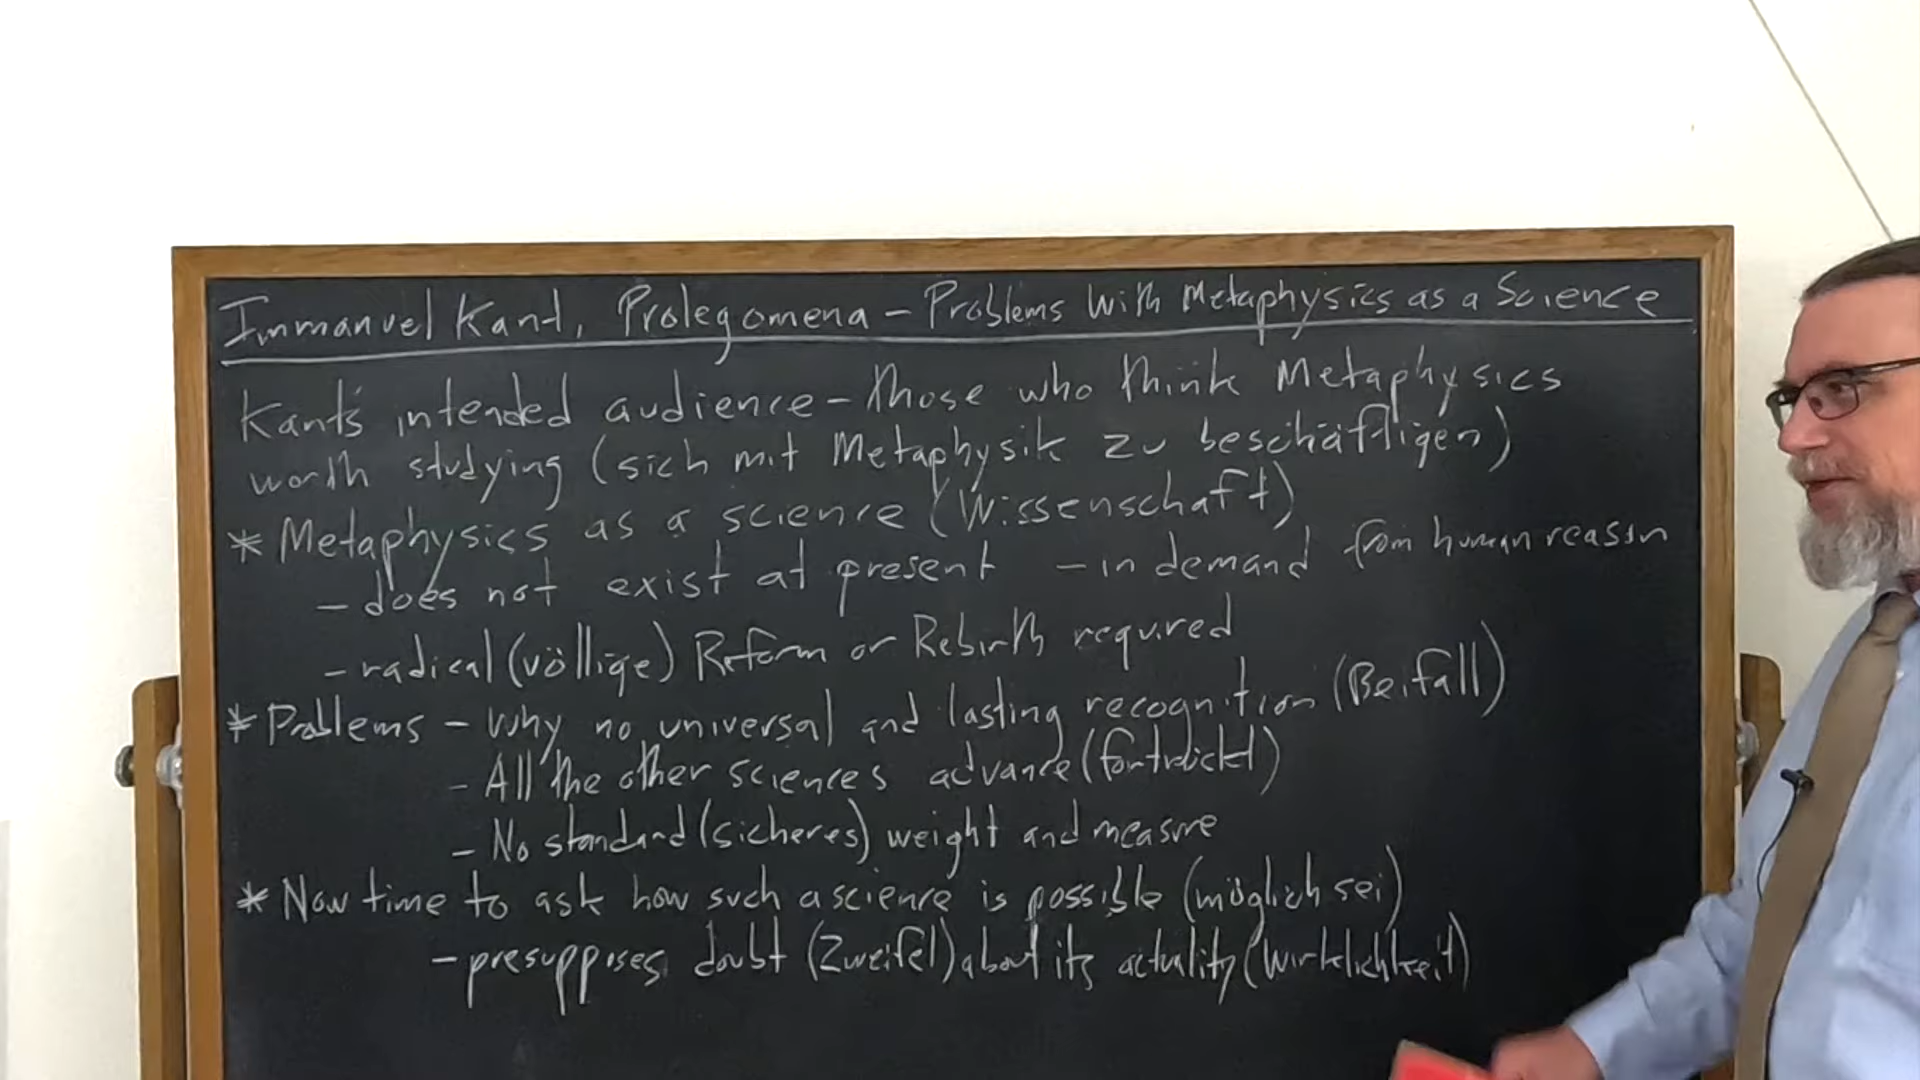 Immanuel Kant, Prolegomena – Problems With Metaphysics as a Science
Kant's intended audience – those who think Metaphysics
worth studying (sich mit Metaphysik zu beschäftigen)
* Metaphysics as a science (Wissenschaft)
– does not exist at present – in demand from human reason
– radical (völlige) Reform or Rebirth required
* Problems – Why no universal and lasting recognition (Beifall)
– All the other sciences advance
– No standard (sicheres) weight and measure
* Now time to ask how such a science is possible (möglich sei)
– presupposes doubt (Zweifel) about its actuality (Wirklichkeit)